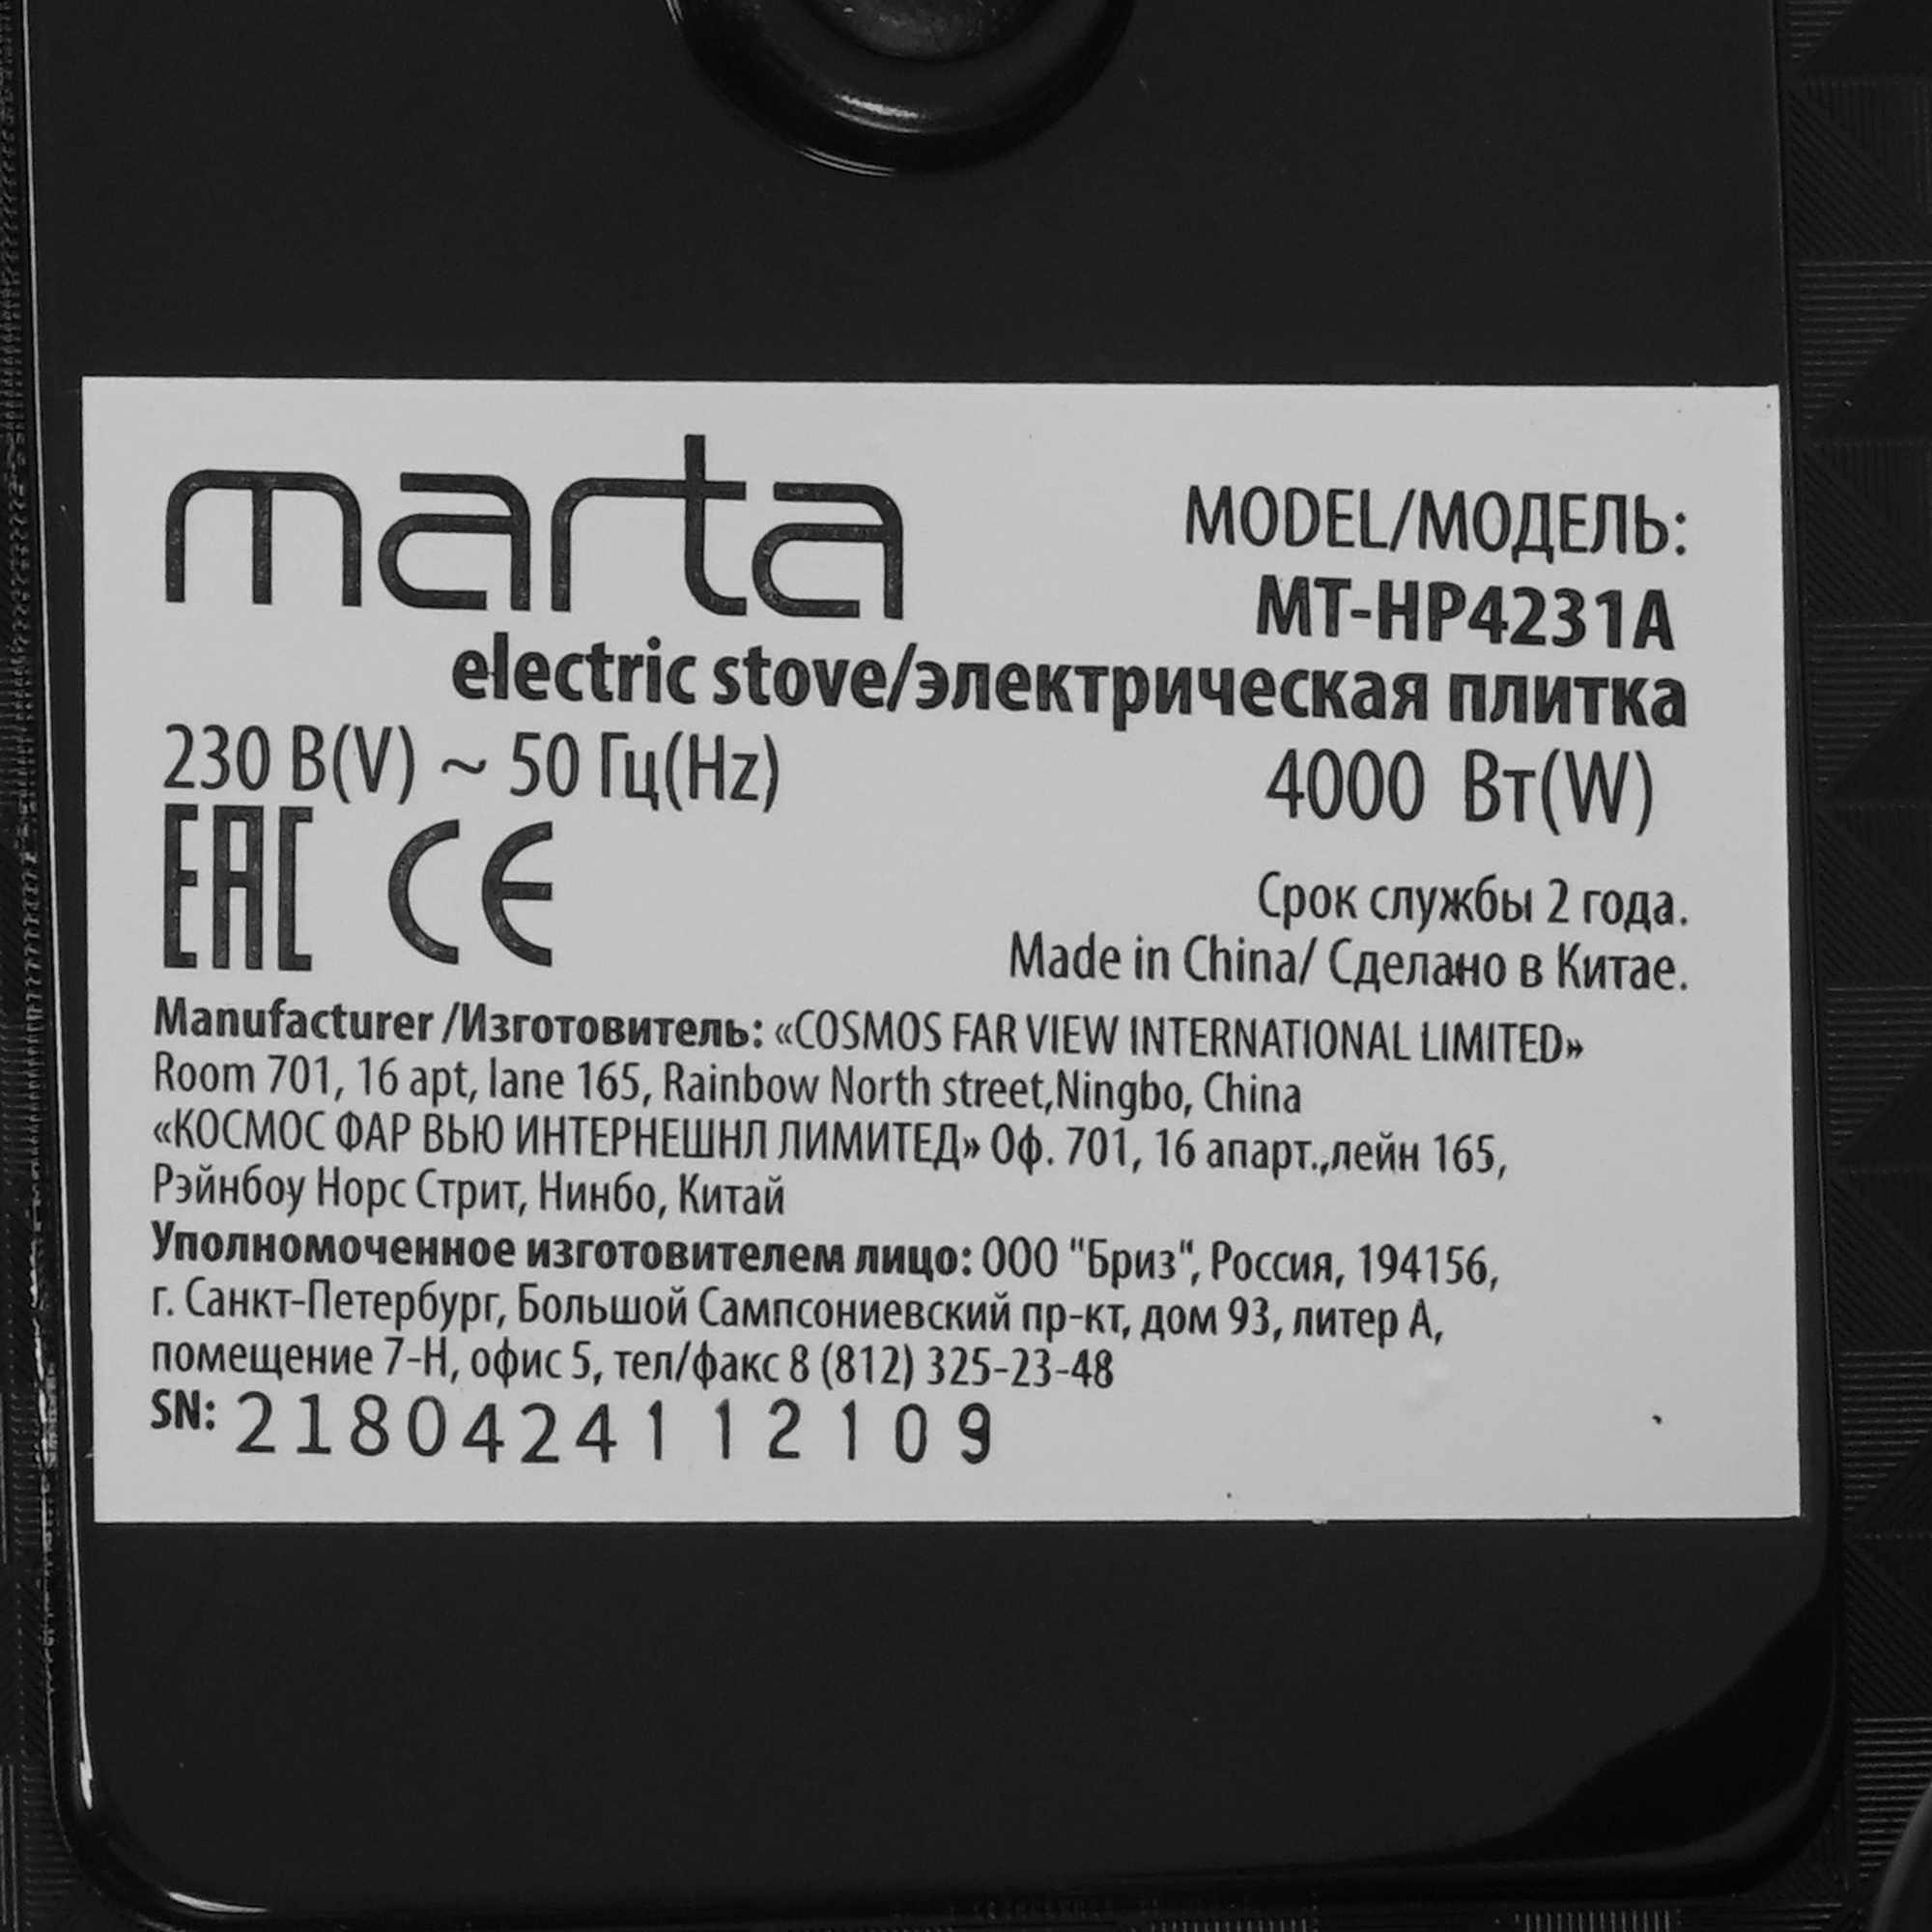 marta
MODEL/МОДЕЛЬ:
MT-HP4231A
electric stove/электрическая плитка
230 В(V) ~ 50 Гц(Hz)
4000 Вт(W)
EAC CE
Срок службы 2 года.
Made in China/ Сделано в Китае.
Manufacturer /Изготовитель: «COSMOS FAR VIEW INTERNATIONAL LIMITED»
Room 701, 16 apt, lane 165, Rainbow North street,Ningbo, China
«КОСМОС ФАР ВЬЮ ИНТЕРНЕШНЛ ЛИМИТЕД» Оф. 701, 16 апарт.,лейн 165,
Рэйнбоу Норс Стрит, Нинбо, Китай
Уполномоченное изготовителем лицо: ООО "Бриз", Россия, 194156,
г. Санкт-Петербург, Большой Сампсониевский пр-кт, дом 93, литер А,
помещение 7-Н, офис 5, тел/факс 8 (812) 325-23-48
SN: 2180424112109